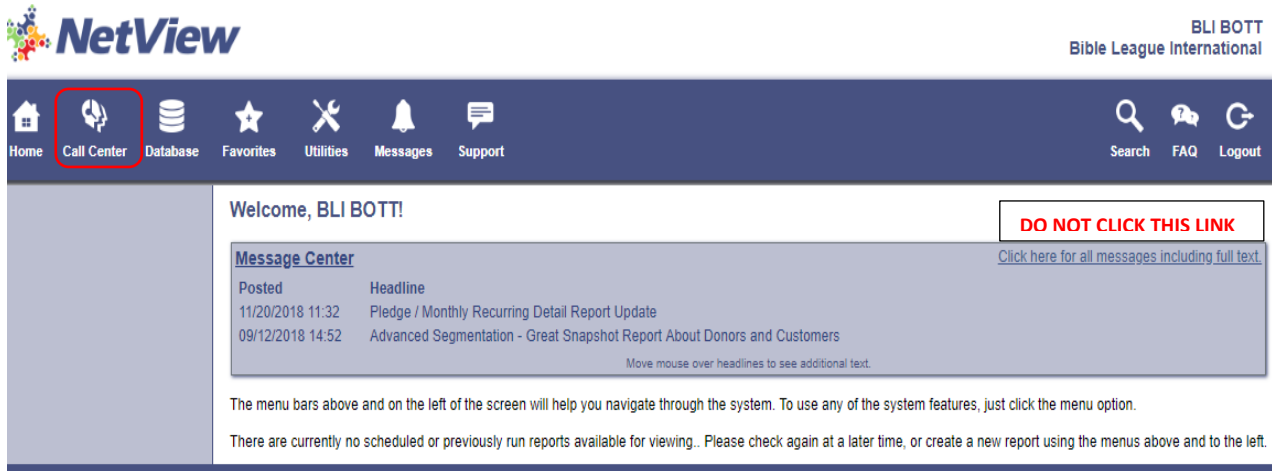 NetView
BLI BOTT
Bible League International
Home Call Center Database Favorites Utilities Messages Support Search FAQ Logout
Welcome, BLI BOTT!
DO NOT CLICK THIS LINK
Message Center Click here for all messages including full text.
Posted Headline
11/20/2018 11:32 Pledge / Monthly Recurring Detail Report Update
09/12/2018 14:52 Advanced Segmentation - Great Snapshot Report About Donors and Customers
Move mouse over headlines to see additional text.
The menu bars above and on the left of the screen will help you navigate through the system. To use any of the system features, just click the menu option.
There are currently no scheduled or previously run reports available for viewing.. Please check again at a later time, or create a new report using the menus above and to the left.